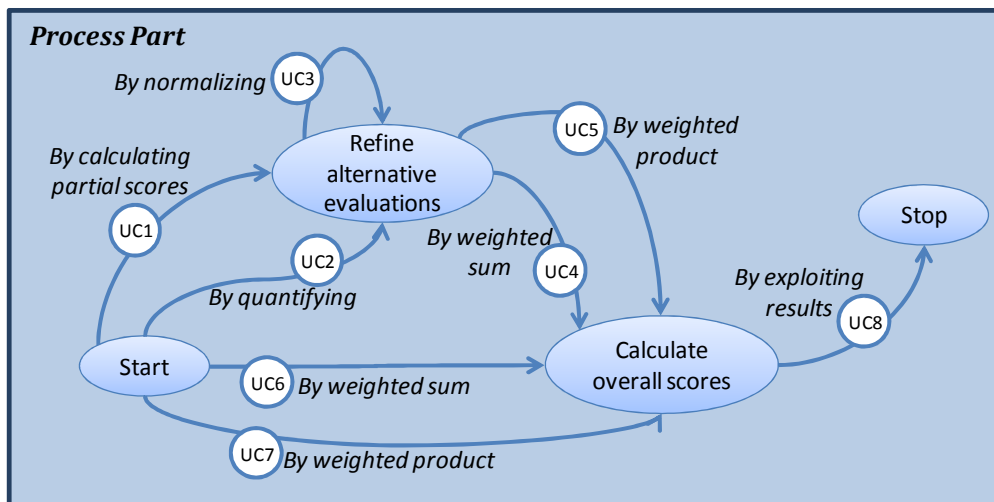 Process Part
UC3
By normalizing
UC5
By weighted
product
Refine
alternative
evaluations
By calculating
partial scores
UC1
Stop
By weighted
sum
UC2
UC4
By exploiting
results
By quantifying
UC8
Start
Calculate
overall scores
UC6
By weighted sum
UC7
By weighted product